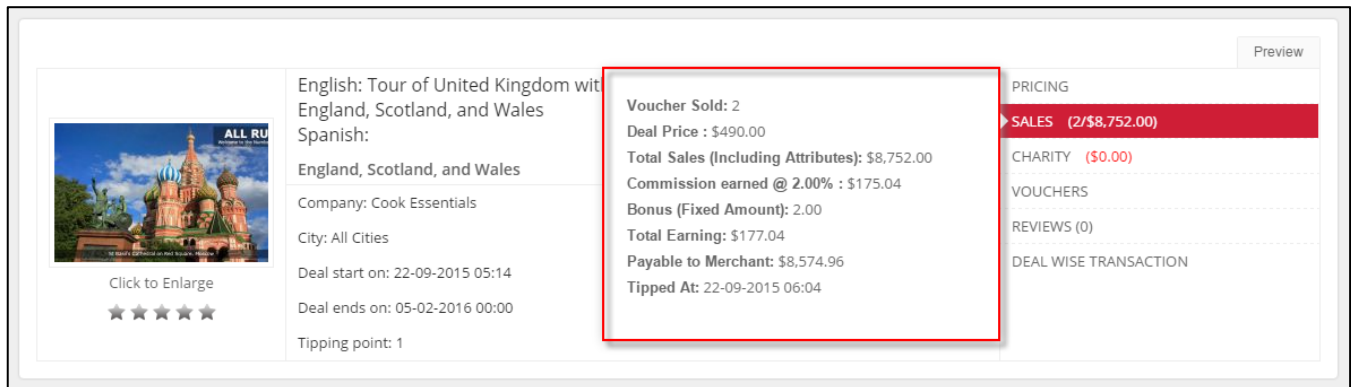 Preview
ALL RU
Click to Enlarge
English: Tour of United Kingdom with
England, Scotland, and Wales
Spanish:
England, Scotland, and Wales
Company: Cook Essentials
City: All Cities
Deal start on: 22-09-2015 05:14
Deal ends on: 05-02-2016 00:00
Tipping point: 1
Voucher Sold: 2
Deal Price : $490.00
Total Sales (Including Attributes): $8,752.00
Commission earned @ 2.00% : $175.04
Bonus (Fixed Amount): 2.00
Total Earning: $177.04
Payable to Merchant: $8,574.96
Tipped At: 22-09-2015 06:04
PRICING
SALES (2/$8,752.00)
CHARITY ($0.00)
VOUCHERS
REVIEWS (0)
DEAL WISE TRANSACTION